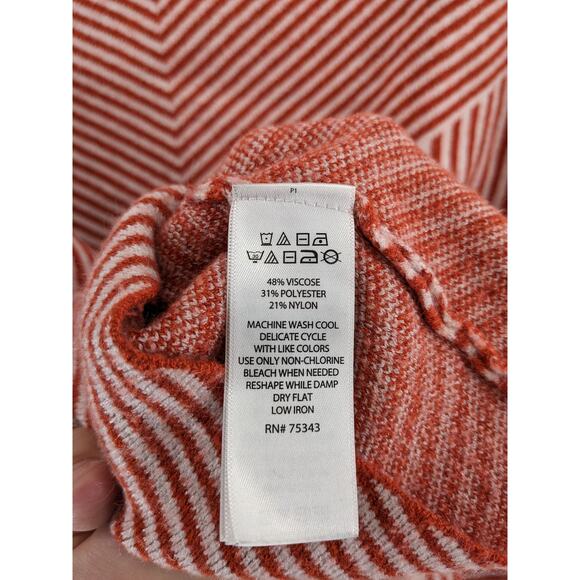 P1
48% VISCOSE
31% POLYESTER
21% NYLON
MACHINE WASH COOL
DELICATE CYCLE
WITH LIKE COLORS
USE ONLY NON-CHLORINE
BLEACH WHEN NEEDED
RESHAPE WHILE DAMP
DRY FLAT
LOW IRON
RN# 75343